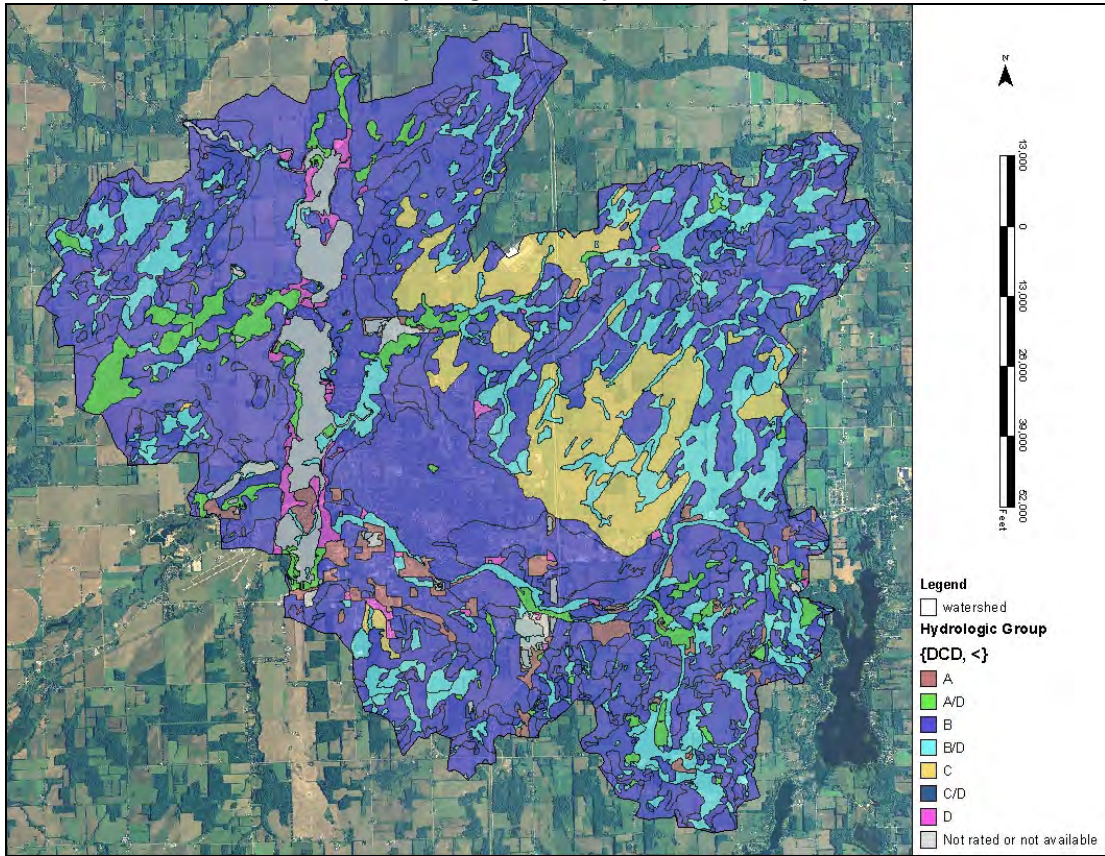 N
13,000
0
13,000
26,000
39,000
52,000
Feet
Legend
watershed
Hydrologic Group
{DCD, <}
A
A/D
B
B/D
C
C/D
D
Not rated or not available